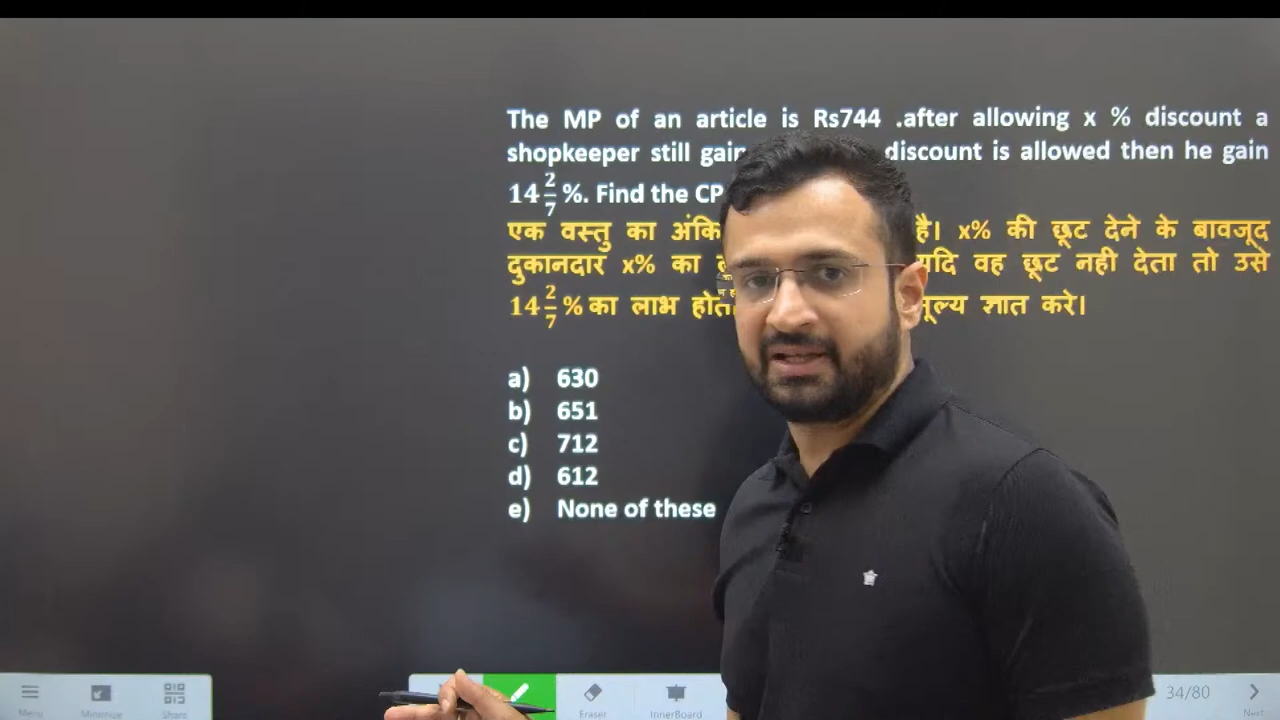 The MP of an article is Rs744 .after allowing x % discount a
shopkeeper still gain discount is allowed then he gain
14 2/7 %. Find the CP
एक वस्तु का है। x% की छूट देने के बावजूद
दुकानदार x% का वह छूट नही देता तो उसे
14 2/7 % का लाभ ज्ञात करे।
a) 630
b) 651
c) 712
d) 612
e) None of these
Menu
Minimize
Share
Eraser
InnerBoard
34/80
Next